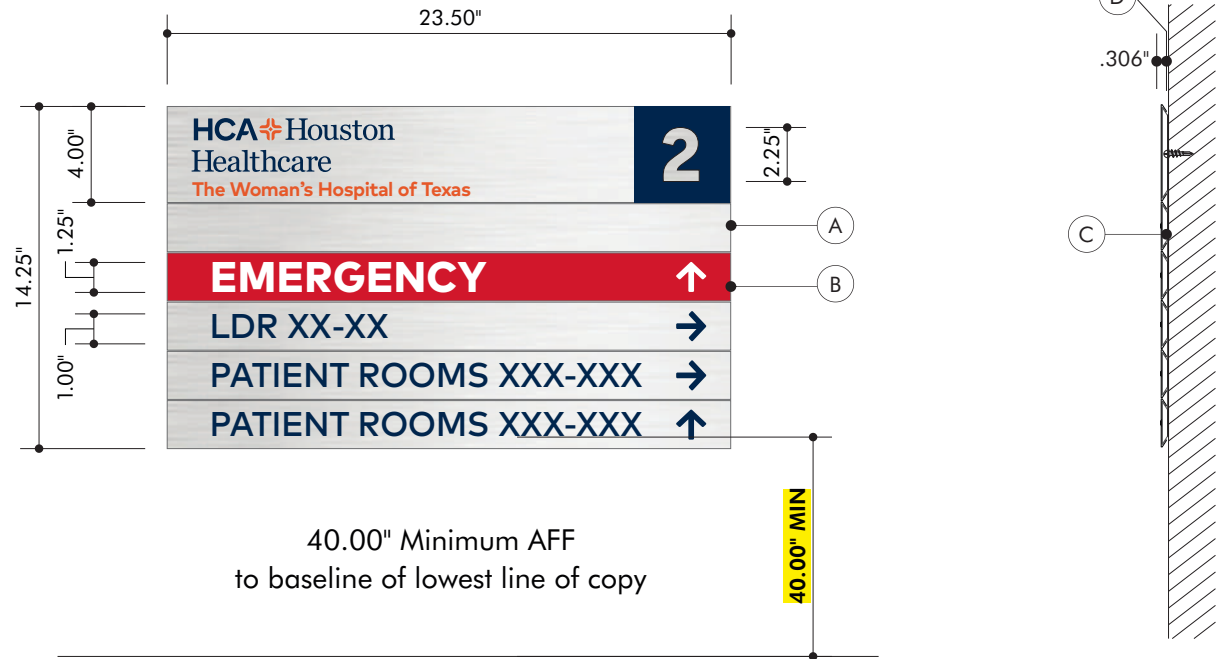 23.50"
D
.306"
HCA Houston
Healthcare
The Woman's Hospital of Texas
2
4.00"
2.25"
1.25"
14.25"
A
C
EMERGENCY ↑
B
LDR XX-XX →
1.00"
PATIENT ROOMS XXX-XXX →
PATIENT ROOMS XXX-XXX ↑
40.00" MIN
40.00" Minimum AFF
to baseline of lowest line of copy